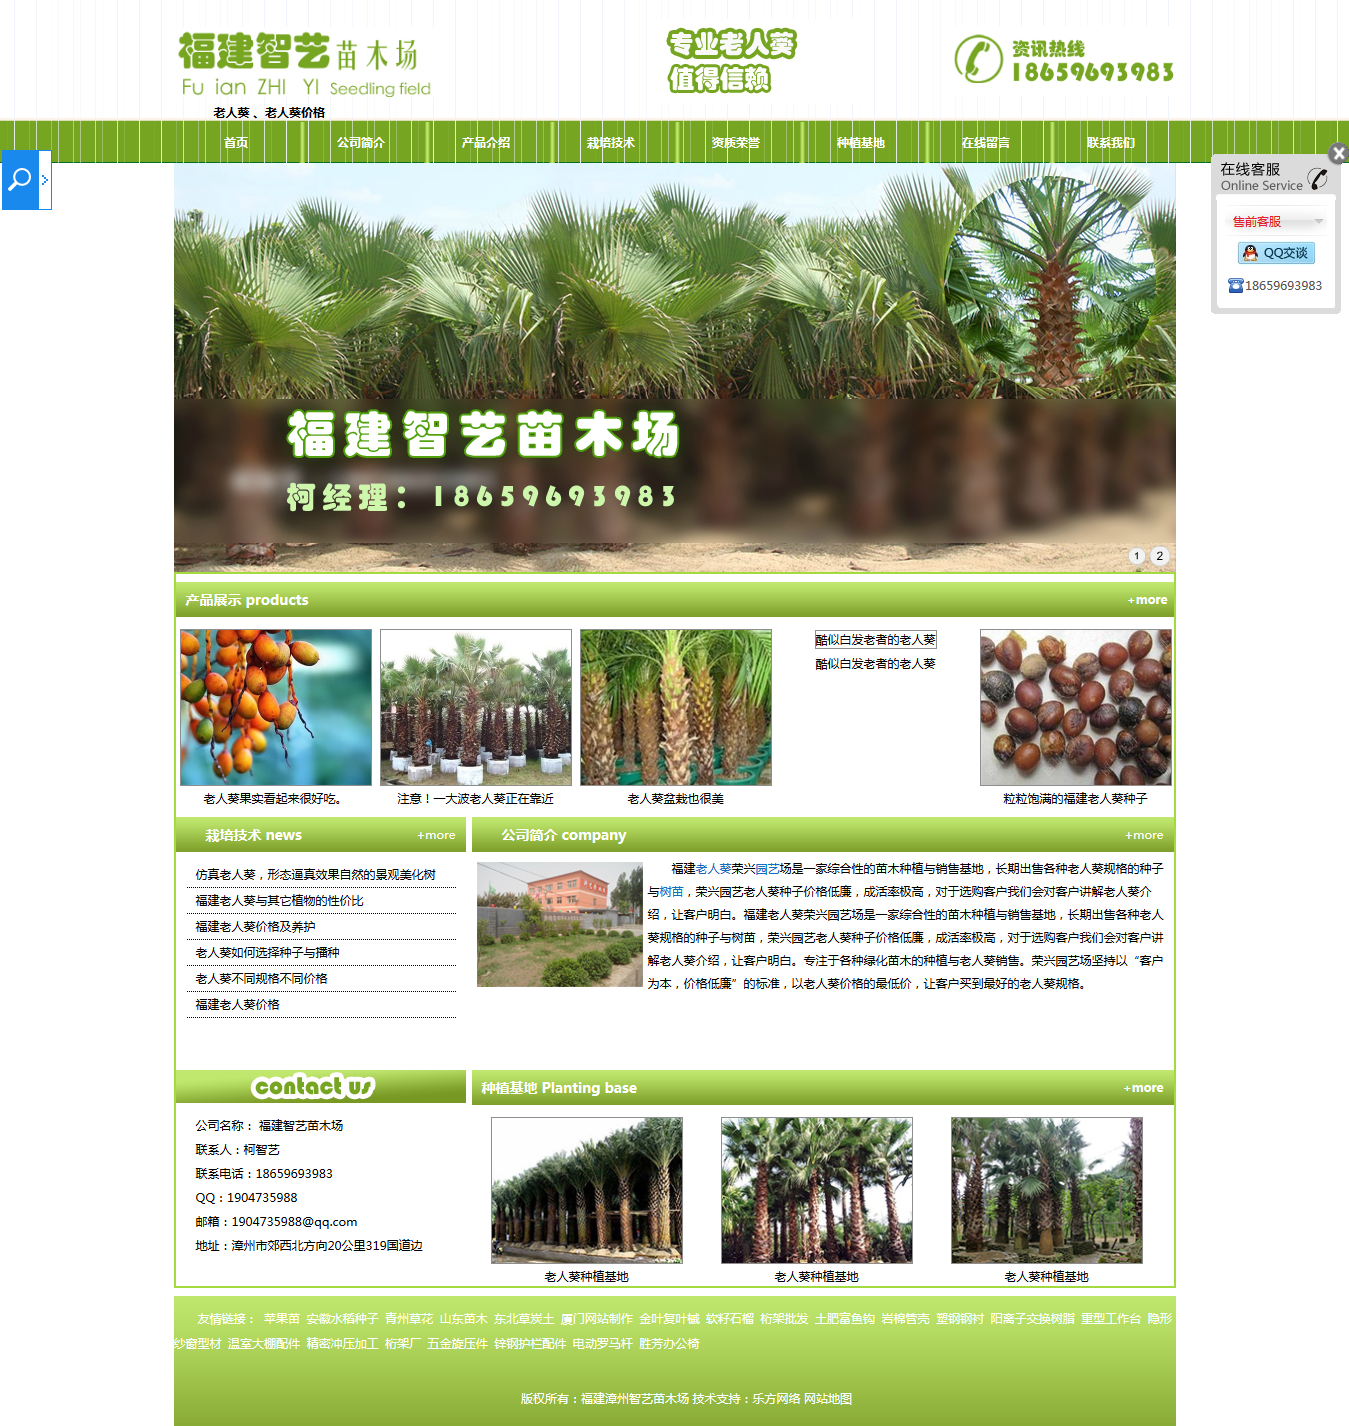 福建智艺苗木场
Fu ian ZHI YI Seedling field
专业老人葵
值得信赖
资讯热线
18659693983
老人葵 、老人葵价格
首页 公司简介 产品介绍 栽培技术 资质荣誉 种植基地 在线留言 联系我们
在线客服
Online Service
售前客服
QQ交谈
18659693983
福建智艺苗木场
柯经理：18659693983
1 2
产品展示 products +more
酷似白发老者的老人葵
酷似白发老者的老人葵
老人葵果实看起来很好吃。 注意！一大波老人葵正在靠近 老人葵盆栽也很美 粒粒饱满的福建老人葵种子
栽培技术 news +more
仿真老人葵，形态逼真效果自然的景观美化树
福建老人葵与其它植物的性价比
福建老人葵价格及养护
老人葵如何选择种子与播种
老人葵不同规格不同价格
福建老人葵价格
公司简介 company +more
福建老人葵荣兴园艺场是一家综合性的苗木种植与销售基地，长期出售各种老人葵规格的种子
与树苗，荣兴园艺老人葵种子价格低廉，成活率极高，对于选购客户我们会对客户讲解老人葵介
绍，让客户明白。福建老人葵荣兴园艺场是一家综合性的苗木种植与销售基地，长期出售各种老人
葵规格的种子与树苗，荣兴园艺老人葵种子价格低廉，成活率极高，对于选购客户我们会对客户讲
解老人葵介绍，让客户明白。专注于各种绿化苗木的种植与老人葵销售。荣兴园艺场坚持以“客户
为本，价格低廉”的标准，以老人葵价格的最低价，让客户买到最好的老人葵规格。
contact us
公司名称： 福建智艺苗木场
联系人：柯智艺
联系电话：18659693983
QQ：1904735988
邮箱：1904735988@qq.com
地址：漳州市郊西北方向20公里319国道边
种植基地 Planting base +more
老人葵种植基地 老人葵种植基地 老人葵种植基地
友情链接： 苹果苗 安徽水稻种子 青州草花 山东苗木 东北草炭土 厦门网站制作 金叶复叶槭 软籽石榴 桁架批发 土肥富鱼钩 岩棉管壳 塑钢钢衬 阳离子交换树脂 重型工作台 隐形
纱窗型材 温室大棚配件 精密冲压加工 桁架厂 五金旋压件 锌钢护栏配件 电动罗马杆 胜芳办公椅
版权所有：福建漳州智艺苗木场 技术支持：乐方网络 网站地图